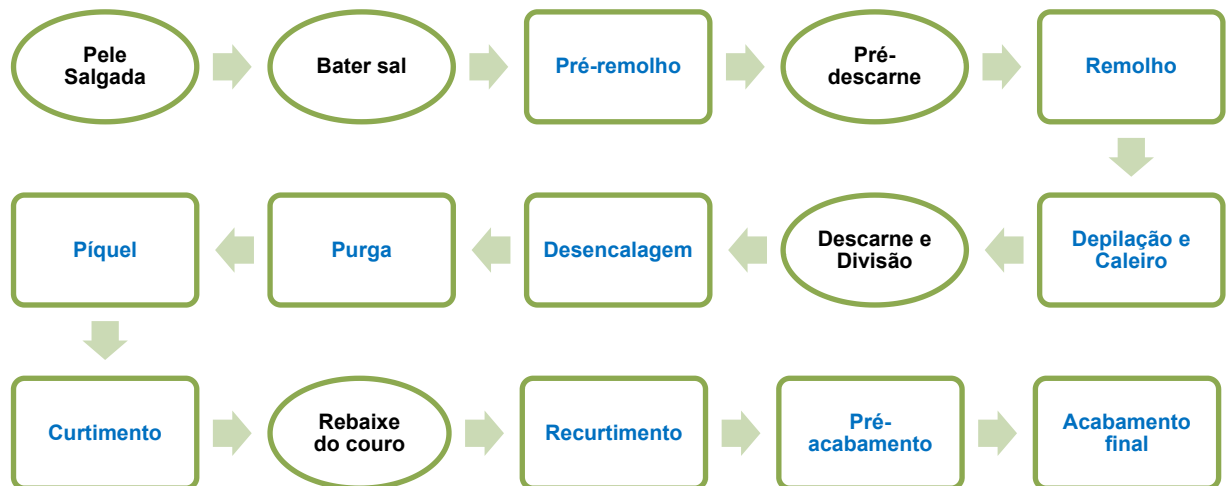 Pele
Salgada
Bater sal
Pré-remolho
Pré-
descarne
Remolho
Depilação e
Caleiro
Descarne e
Divisão
Desencalagem
Purga
Píquel
Curtimento
Rebaixe
do couro
Recurtimento
Pré-
acabamento
Acabamento
final